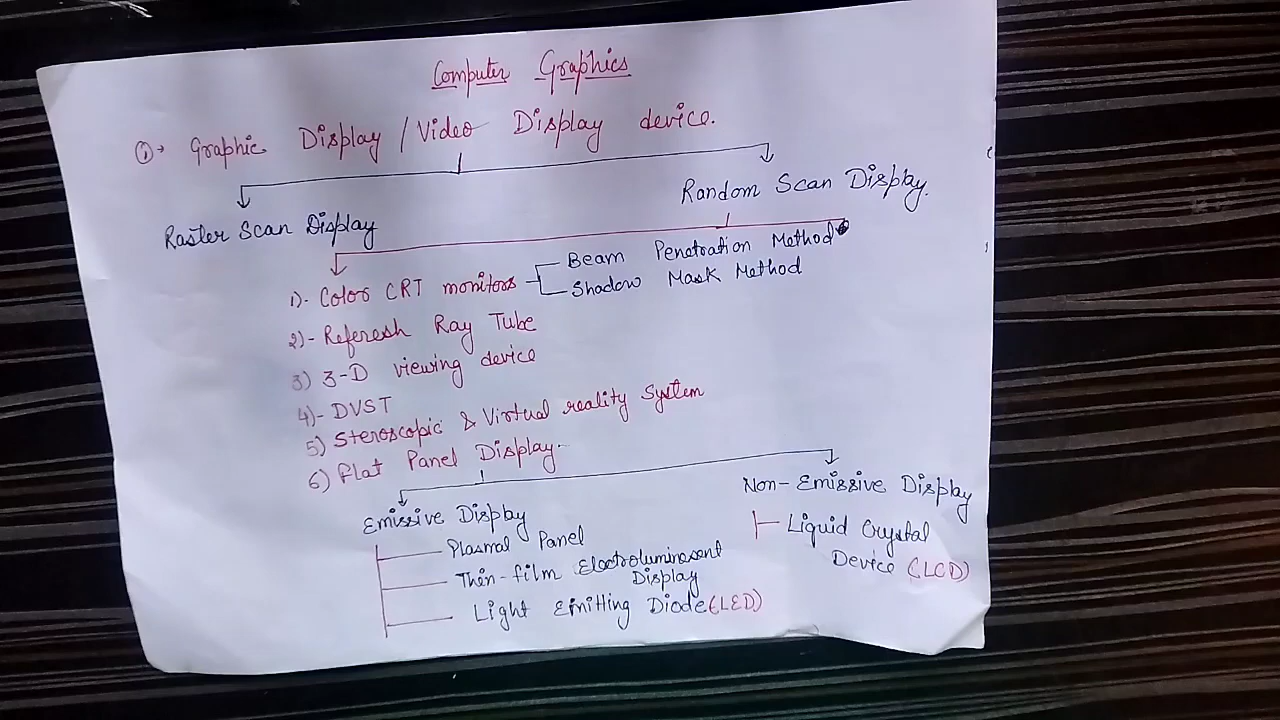 Computer Graphics
①→ Graphic Display / Video Display device.
Raster Scan Display
Random Scan Display.
1)- Color CRT monitors
Beam Penetration Method
Shadow Mask Method
2)- Referesh Ray Tube
3) 3-D viewing device
4)- DVST
5) Steroscopic & Virtual reality System
6) Flat Panel Display.
Emissive Display
Plasmal Panel
Thin-film Electroluminescent
Display
Light Emitting Diode (LED)
Non-Emissive Display
Liquid Crystal
Device (LCD)